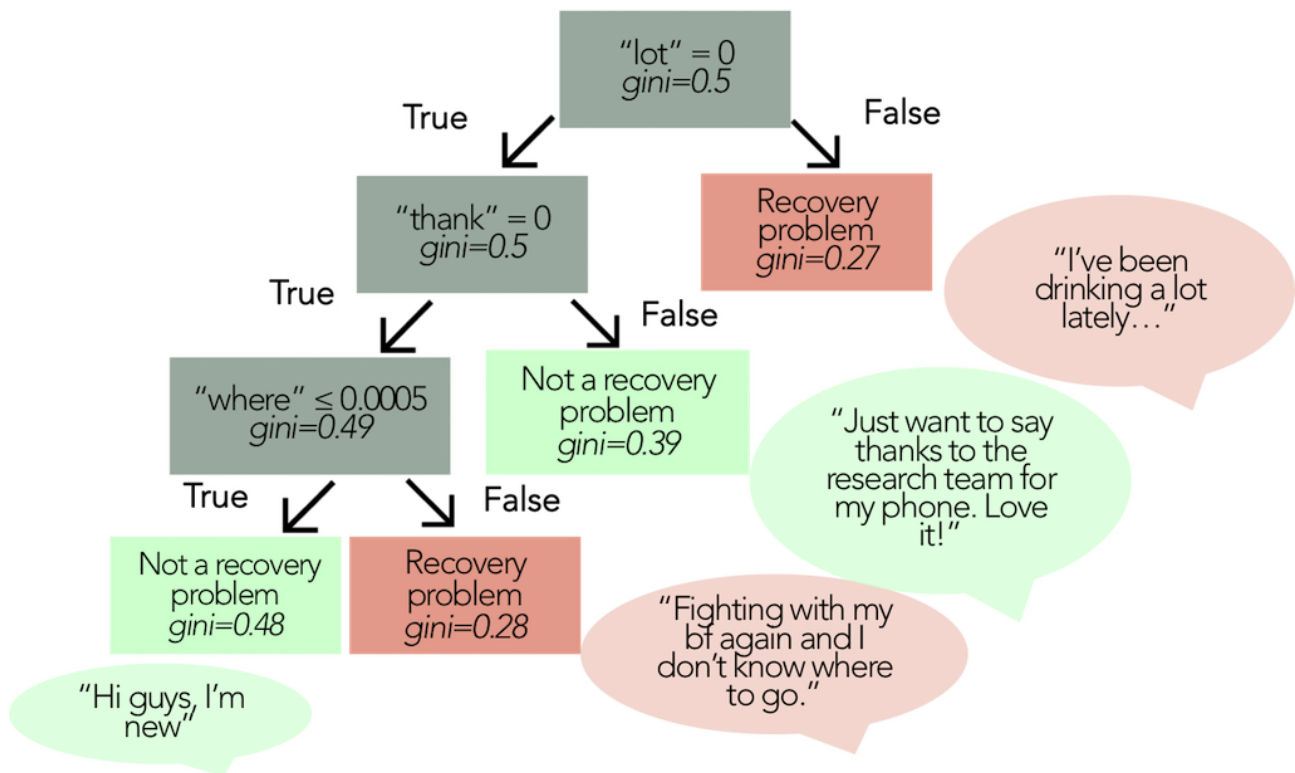 “lot” = 0
gini=0.5
True
False
“thank” = 0
gini=0.5
Recovery
problem
gini=0.27
“I’ve been
drinking a lot
lately…”
True
False
“where” ≤ 0.0005
gini=0.49
Not a recovery
problem
gini=0.39
“Just want to say
thanks to the
research team for
my phone. Love
it!”
True
False
Not a recovery
problem
gini=0.48
Recovery
problem
gini=0.28
“Fighting with my
bf again and I
don’t know where
to go.”
“Hi guys, I’m
new”